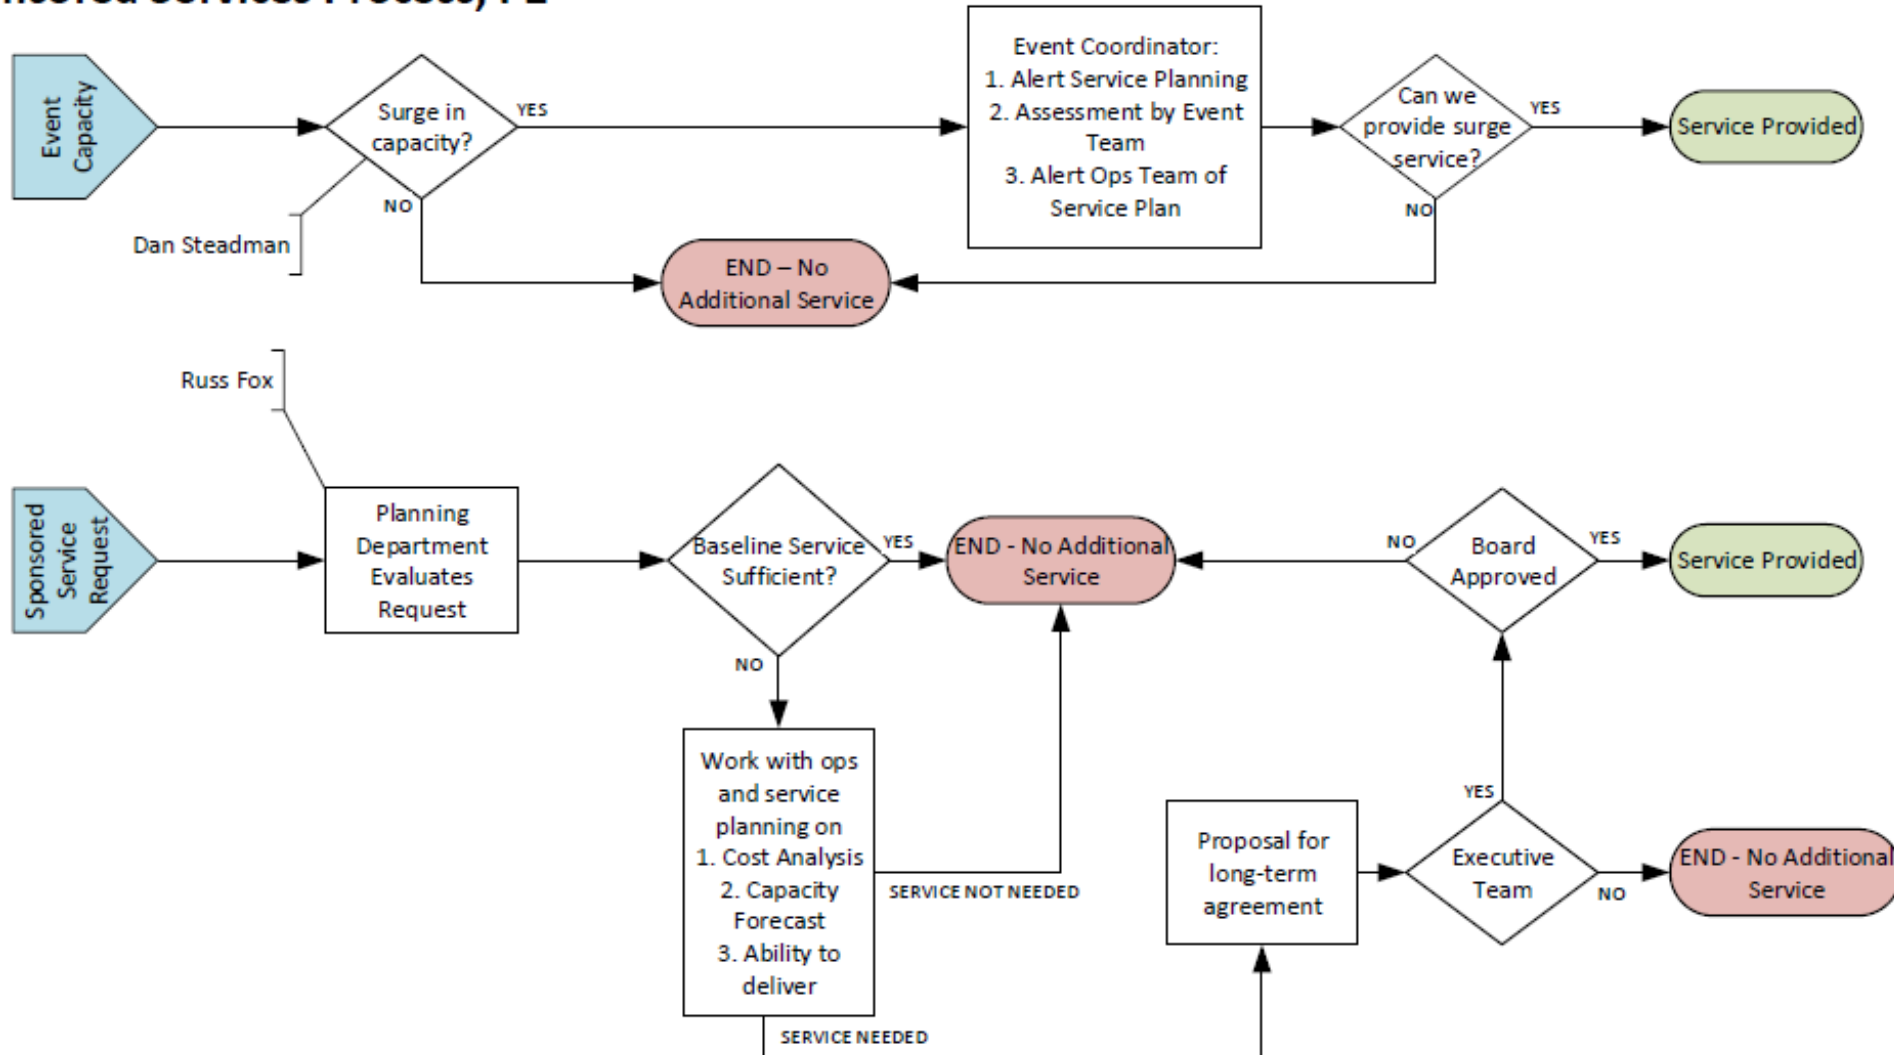 Services Process, P2
Event
Capacity
Surge in
capacity?
YES
NO
Dan Steadman
Event Coordinator:
1. Alert Service Planning
2. Assessment by Event
Team
3. Alert Ops Team of
Service Plan
Can we
provide surge
service?
YES
NO
Service Provided
END – No
Additional Service
Russ Fox
Sponsored
Service
Request
Planning
Department
Evaluates
Request
Baseline Service
Sufficient?
YES
NO
END - No Additional
Service
NO
Board
Approved
YES
Service Provided
Work with ops
and service
planning on
1. Cost Analysis
2. Capacity
Forecast
3. Ability to
deliver
SERVICE NOT NEEDED
SERVICE NEEDED
Proposal for
long-term
agreement
YES
Executive
Team
NO
END - No Additional
Service